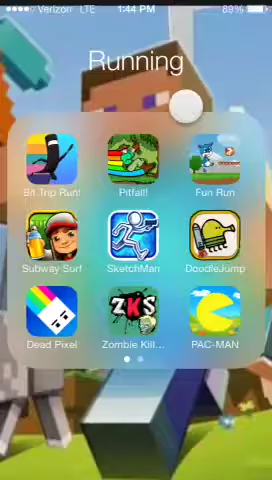 Verizon LTE 1:44 PM 89%
Running
Bit Trip Run! Pitfall! Fun Run
Subway Surf SketchMan DoodleJump
ZKS
Dead Pixel Zombie Kill... PAC-MAN